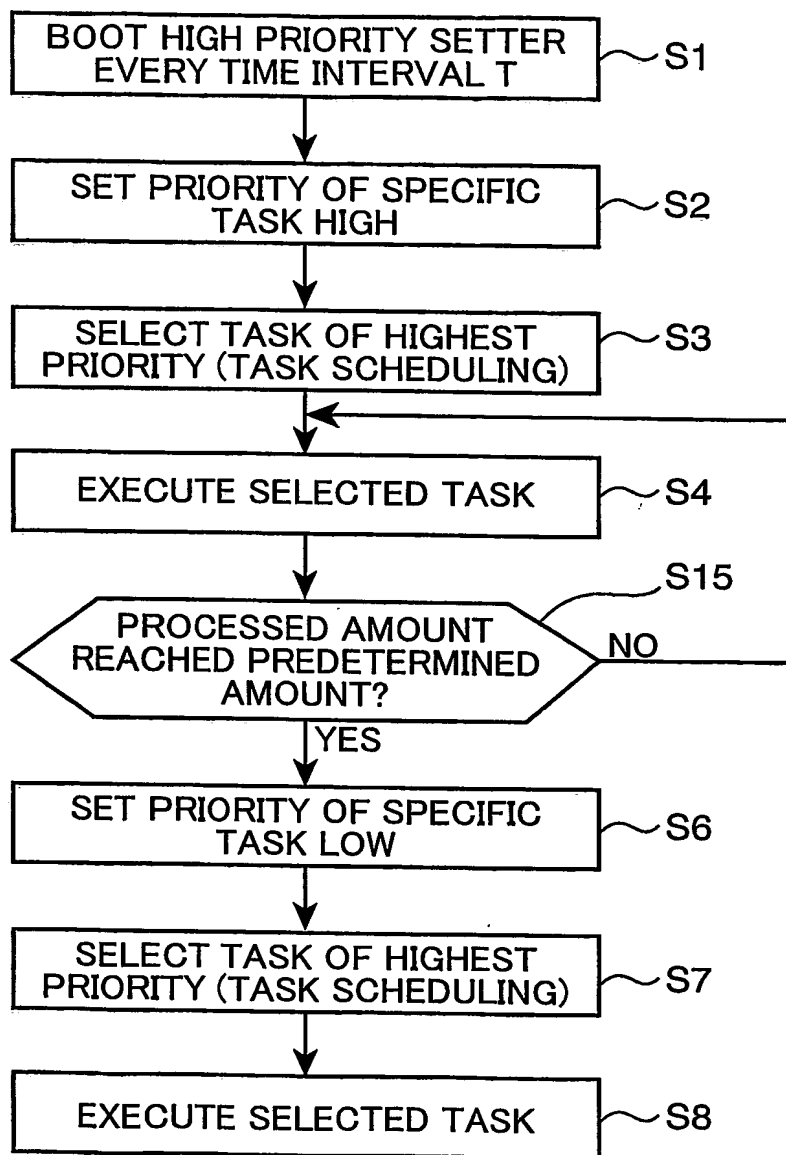 BOOT HIGH PRIORITY SETTER
EVERY TIME INTERVAL T
S1
SET PRIORITY OF SPECIFIC
TASK HIGH
S2
SELECT TASK OF HIGHEST
PRIORITY (TASK SCHEDULING)
S3
EXECUTE SELECTED TASK
S4
S15
PROCESSED AMOUNT
REACHED PREDETERMINED
AMOUNT?
NO
YES
SET PRIORITY OF SPECIFIC
TASK LOW
S6
SELECT TASK OF HIGHEST
PRIORITY (TASK SCHEDULING)
S7
EXECUTE SELECTED TASK
S8